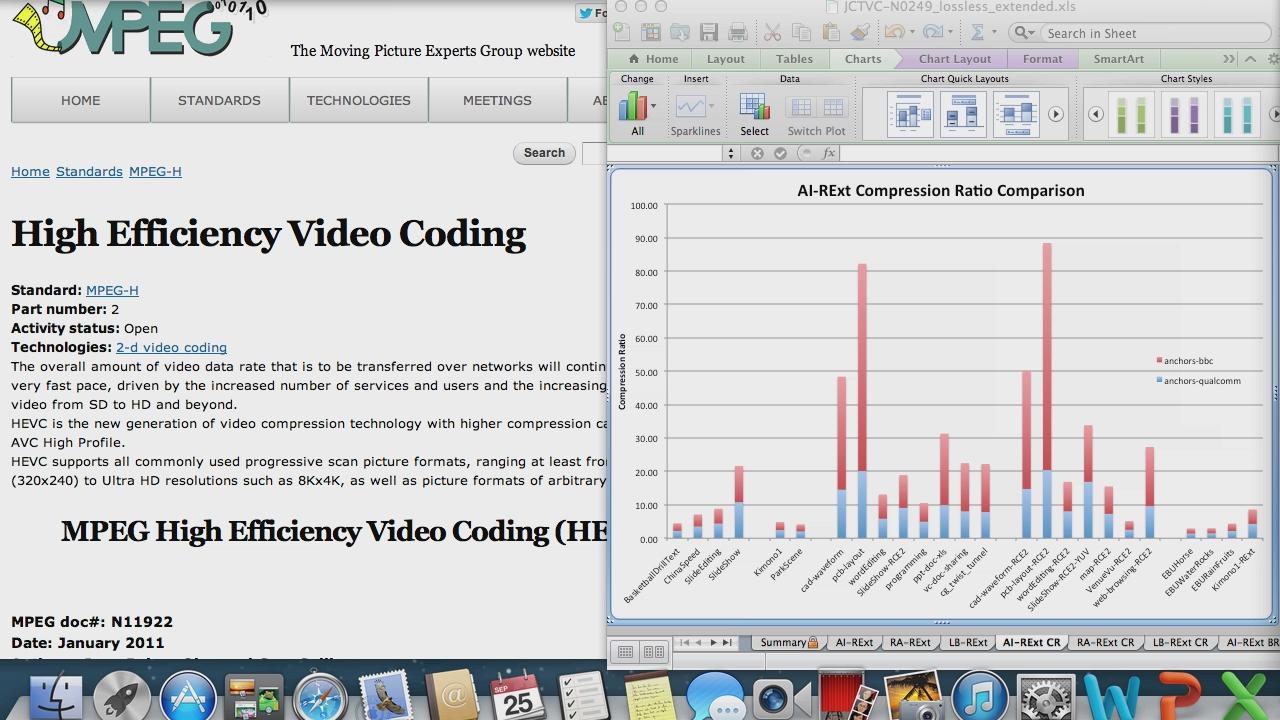 MPEG
The Moving Picture Experts Group website
HOME
STANDARDS
TECHNOLOGIES
MEETINGS
Search
Home Standards MPEG-H
High Efficiency Video Coding
Standard: MPEG-H
Part number: 2
Activity status: Open
Technologies: 2-d video coding
The overall amount of video data rate that is to be transferred over networks will contin
very fast pace, driven by the increased number of services and users and the increasing
video from SD to HD and beyond.
HEVC is the new generation of video compression technology with higher compression ca
AVC High Profile.
HEVC supports all commonly used progressive scan picture formats, ranging at least fro
(320x240) to Ultra HD resolutions such as 8Kx4K, as well as picture formats of arbitrary
MPEG High Efficiency Video Coding (HE
MPEG doc#: N11922
Date: January 2011
JCTVC-N0249_lossless_extended.xls
Search in Sheet
Home
Layout
Tables
Charts
Chart Layout
Format
SmartArt
Change
Insert
Data
Chart Quick Layouts
Chart Styles
All
Sparklines
Select
Switch Plot
fx
AI-RExt Compression Ratio Comparison
100.00
90.00
80.00
70.00
60.00
50.00
40.00
30.00
20.00
10.00
0.00
Compression Ratio
anchors-bbc
anchors-qualcomm
BasketballDrillText
ChinaSpeed
SlideEditing
SlideShow
Kimono1
ParkScene
cad-waveform
pcb-layout
wordEditing
SlideShow-RCE2
programming
ppt-doc-xls
vc-doc-sharing
cg_twist_tunnel
cad-waveform-RCE2
pcb-layout-RCE2
wordEditing-RCE2
SlideShow-RCE2-YUV
map-RCE2
VenueVu-RCE2
web-browsing-RCE2
EBUHorse
EBUWaterRocks
EBURainFruits
Kimono1-RExt
Summary
AI-RExt
RA-RExt
LB-RExt
AI-RExt CR
RA-RExt CR
LB-RExt CR
AI-RExt BR
SEP
25